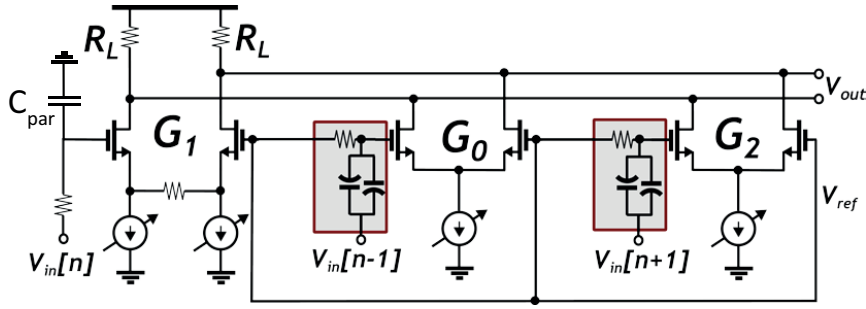 R_L
R_L
C_par
G_1
G_0
G_2
V_out
V_ref
V_in[n]
V_in[n-1]
V_in[n+1]